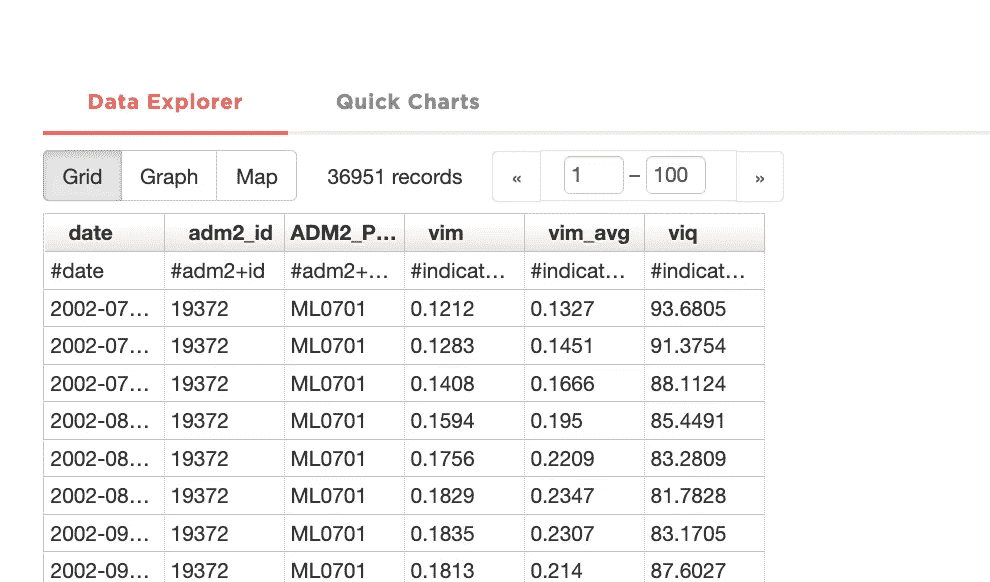 Data Explorer Quick Charts
Grid Graph Map 36951 records « 1 – 100 »
date adm2_id ADM2_P... vim vim_avg viq
#date #adm2+id #adm2+... #indicat... #indicat... #indicat...
2002-07... 19372 ML0701 0.1212 0.1327 93.6805
2002-07... 19372 ML0701 0.1283 0.1451 91.3754
2002-07... 19372 ML0701 0.1408 0.1666 88.1124
2002-08... 19372 ML0701 0.1594 0.195 85.4491
2002-08... 19372 ML0701 0.1756 0.2209 83.2809
2002-08... 19372 ML0701 0.1829 0.2347 81.7828
2002-09... 19372 ML0701 0.1835 0.2307 83.1705
2002-09... 19372 ML0701 0.1813 0.214 87.6027